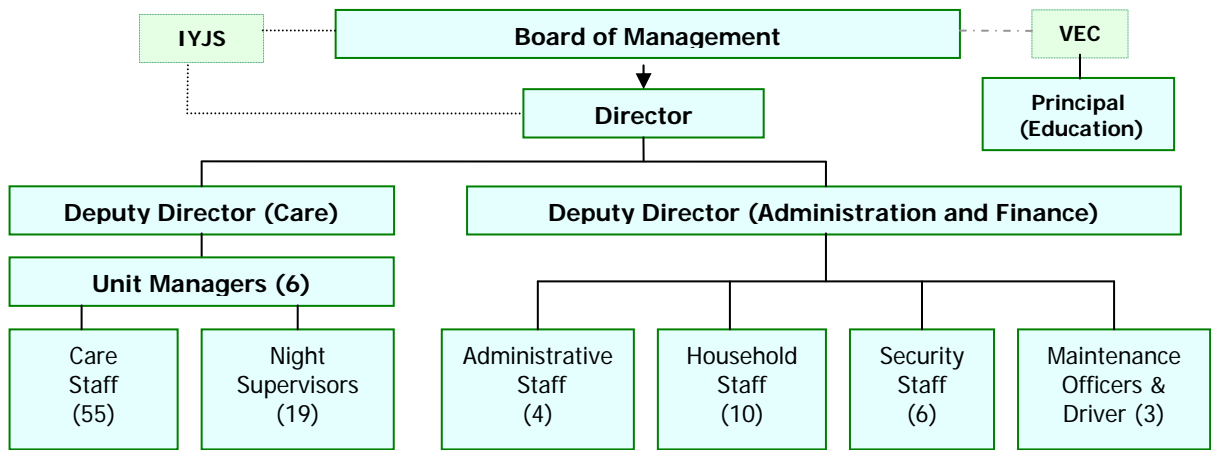 IYJS
Board of Management
VEC
Principal
(Education)
Director
Deputy Director (Care)
Deputy Director (Administration and Finance)
Unit Managers (6)
Care
Staff
(55)
Night
Supervisors
(19)
Administrative
Staff
(4)
Household
Staff
(10)
Security
Staff
(6)
Maintenance
Officers &
Driver (3)